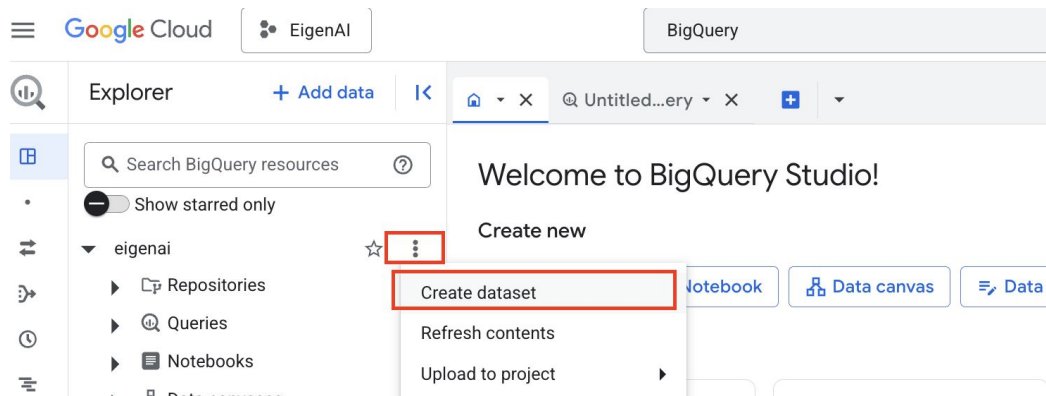 Google Cloud
EigenAI
BigQuery
Explorer
+ Add data
Untitled...ery
Search BigQuery resources
Show starred only
Welcome to BigQuery Studio!
Create new
eigenai
Repositories
Queries
Notebooks
Create dataset
Refresh contents
Upload to project
Notebook
Data canvas
Data